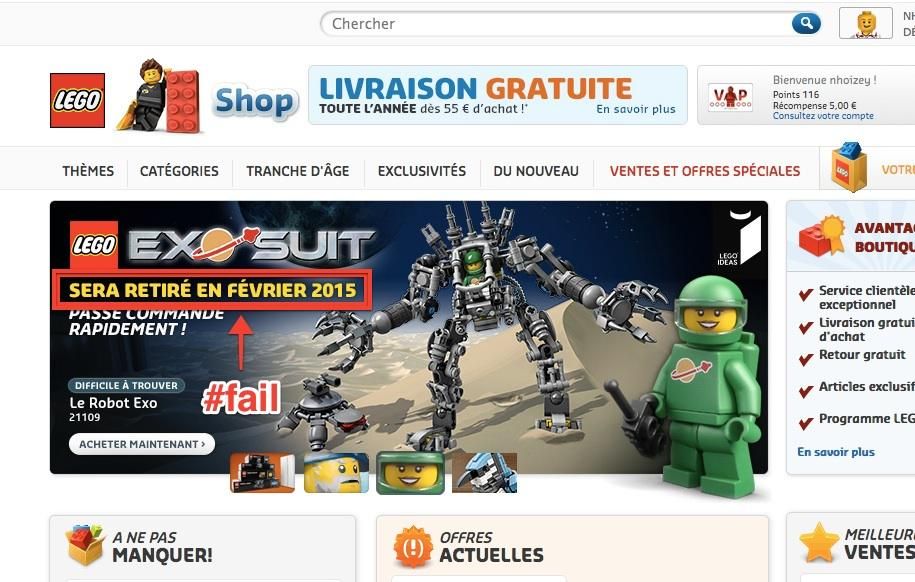 Chercher
NH
DÉ
LEGO
Shop
LIVRAISON GRATUITE
TOUTE L'ANNÉE dès 55 € d'achat !*
En savoir plus
VIP
Bienvenue nhoizey !
Points 116
Récompense 5,00 €
Consultez votre compte
THÈMES
CATÉGORIES
TRANCHE D'ÂGE
EXCLUSIVITÉS
DU NOUVEAU
VENTES ET OFFRES SPÉCIALES
LEGO
VOTRE
LEGO EXO SUIT
SERA RETIRÉ EN FÉVRIER 2015
PASSE COMMANDE
RAPIDEMENT !
#fail
DIFFICILE À TROUVER
Le Robot Exo
21109
ACHETER MAINTENANT ›
LEGO
IDEAS
AVANTA
BOUTIQU
Service clientèle
exceptionnel
Livraison gratui
d'achat
Retour gratuit
Articles exclusif
Programme LEG
En savoir plus
A NE PAS
MANQUER!
OFFRES
ACTUELLES
MEILLEUR
VENTES